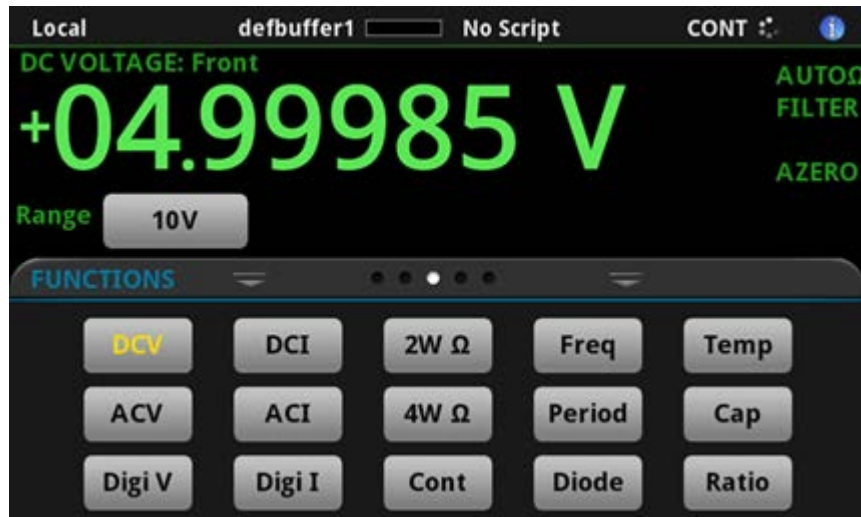 Local defbuffer1 No Script CONT i
DC VOLTAGE: Front
+04.99985 V
AUTOΩ
FILTER
AZERO
Range 10V
FUNCTIONS
DCV DCI 2W Ω Freq Temp
ACV ACI 4W Ω Period Cap
Digi V Digi I Cont Diode Ratio